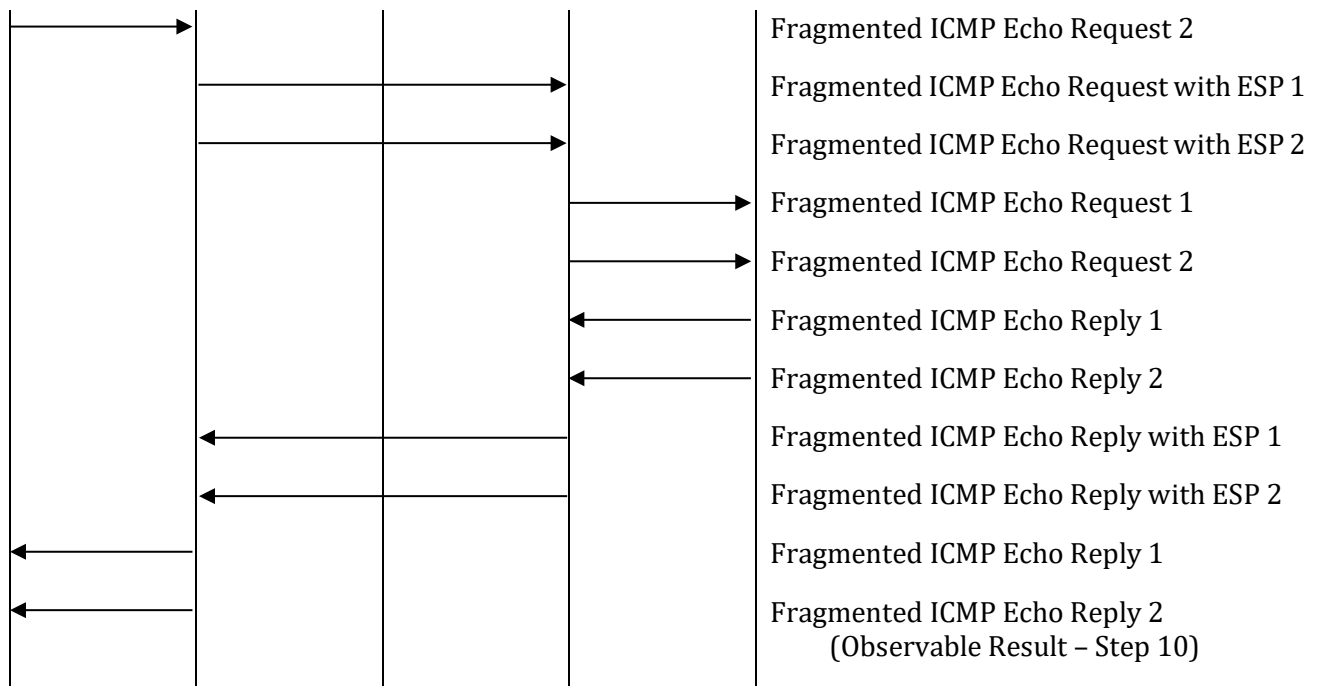 Fragmented ICMP Echo Request 2
Fragmented ICMP Echo Request with ESP 1
Fragmented ICMP Echo Request with ESP 2
Fragmented ICMP Echo Request 1
Fragmented ICMP Echo Request 2
Fragmented ICMP Echo Reply 1
Fragmented ICMP Echo Reply 2
Fragmented ICMP Echo Reply with ESP 1
Fragmented ICMP Echo Reply with ESP 2
Fragmented ICMP Echo Reply 1
Fragmented ICMP Echo Reply 2
(Observable Result – Step 10)